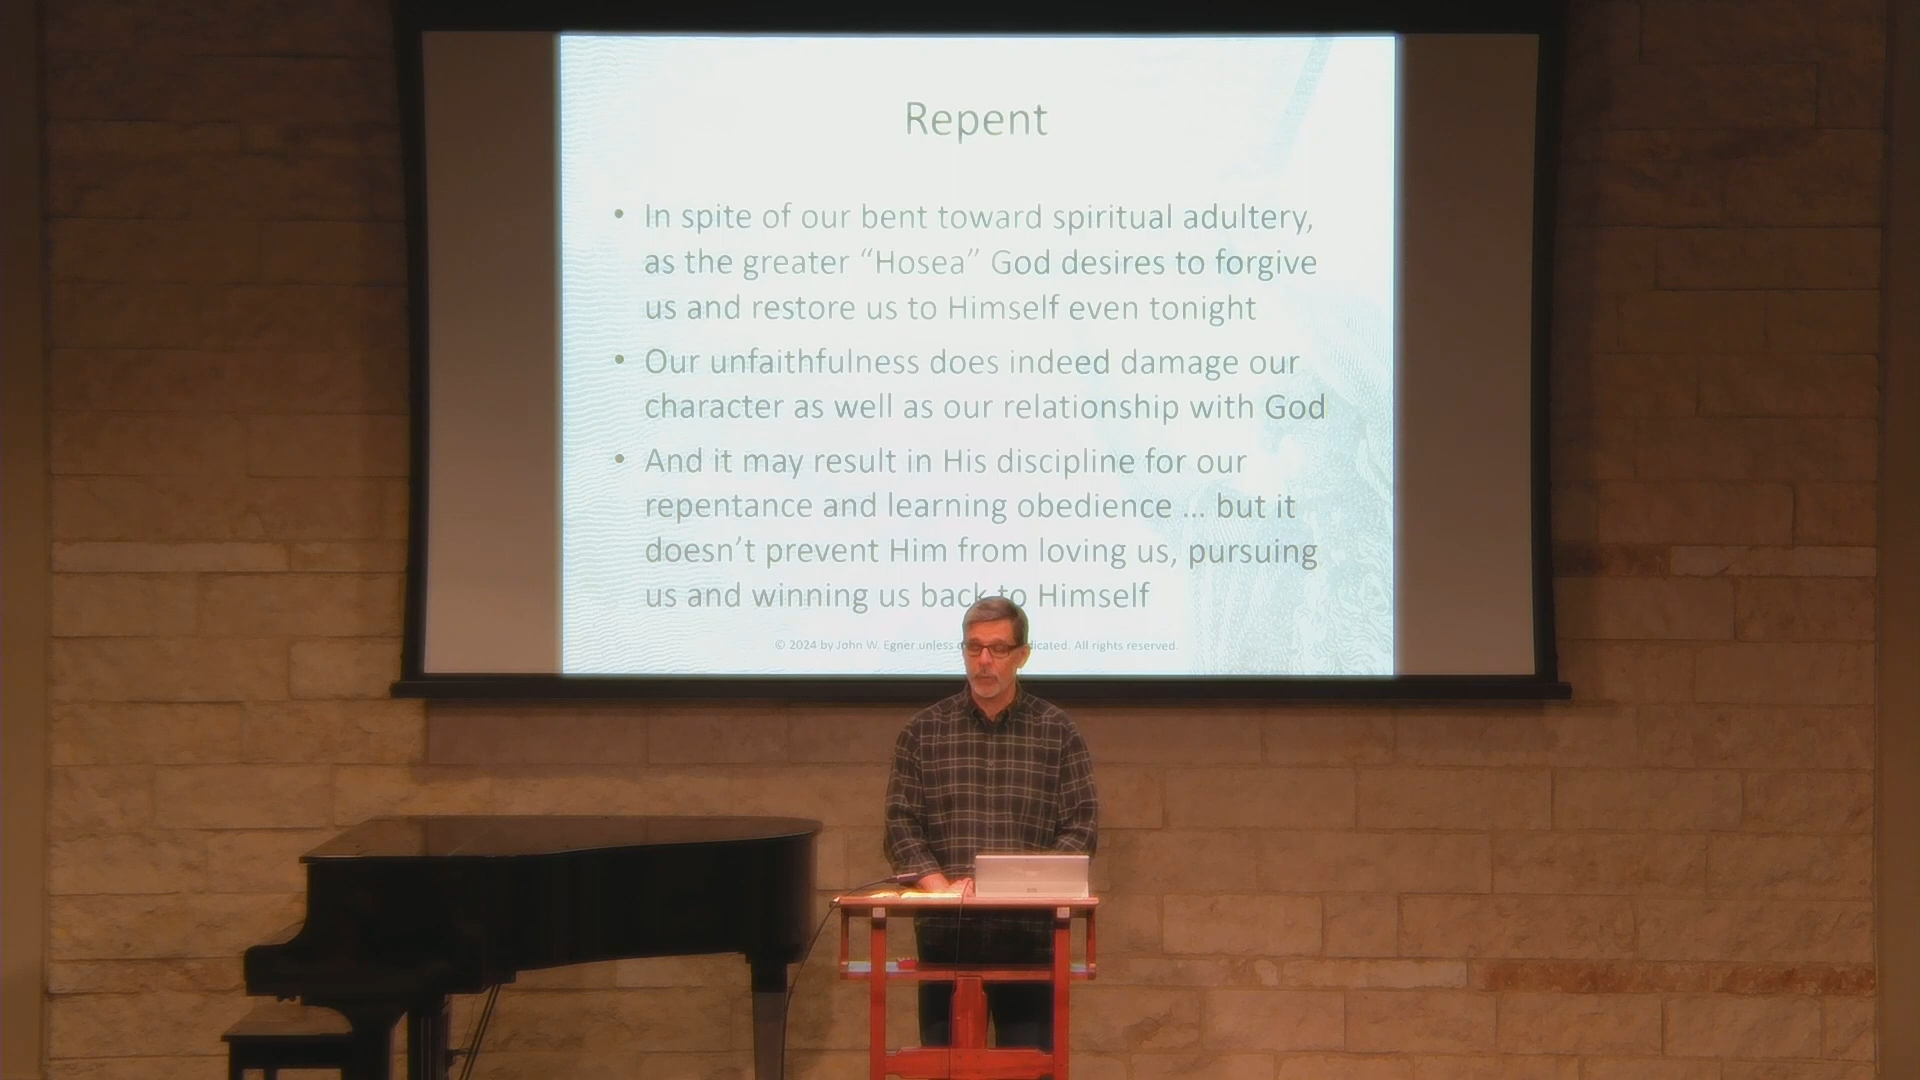 Repent
• In spite of our bent toward spiritual adultery,
as the greater “Hosea” God desires to forgive
us and restore us to Himself even tonight
• Our unfaithfulness does indeed damage our
character as well as our relationship with God
• And it may result in His discipline for our
repentance and learning obedience ... but it
doesn’t prevent Him from loving us, pursuing
us and winning us back to Himself
© 2024 by John W. Egner unless All rights reserved.